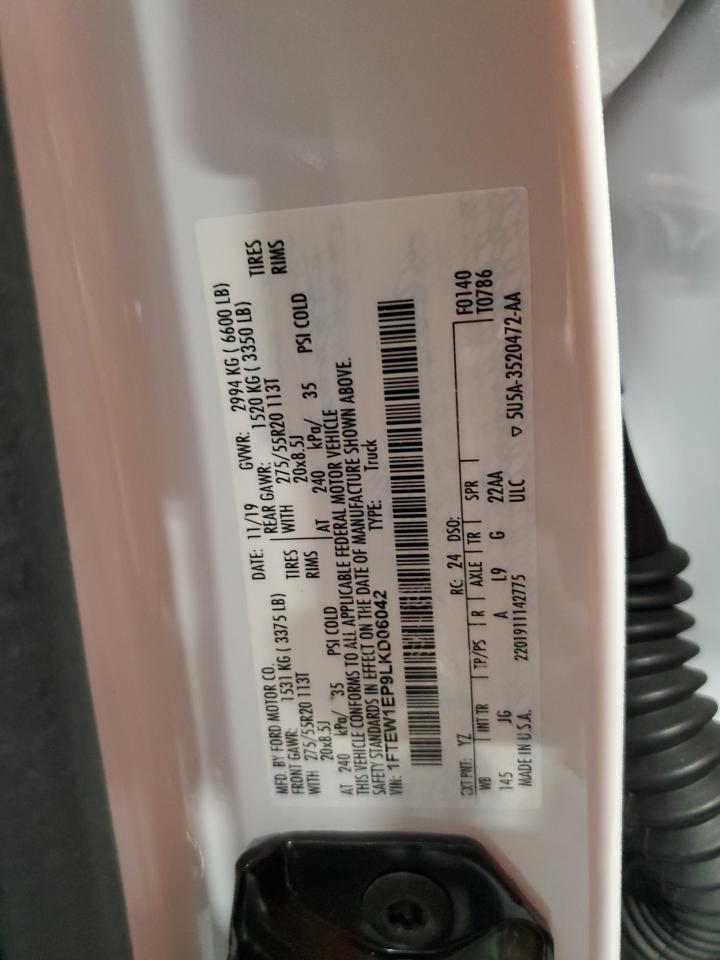 MFD. BY FORD MOTOR CO.
DATE: 11/19 GVWR: 2994 KG ( 6600 LB)
FRONT GAWR: 1531 KG ( 3375 LB) REAR GAWR: 1520 KG ( 3350 LB)
WITH 275/55R20 113T TIRES WITH 275/55R20 113T TIRES
20x8.5J RIMS 20x8.5J RIMS
AT 240 kPa/ 35 PSI COLD AT 240 kPa/ 35 PSI COLD
THIS VEHICLE CONFORMS TO ALL APPLICABLE FEDERAL MOTOR VEHICLE
SAFETY STANDARDS IN EFFECT ON THE DATE OF MANUFACTURE SHOWN ABOVE.
VIN: 1FTEW1EP9LKD06042 TYPE: Truck
EXT PNT: YZ RC: 24 DSO: F0140
WB INT TR TP/PS R AXLE TR SPR T0786
145 JG A L9 G 22AA
MADE IN U.S.A. 2201911142775 ULC ▽ 5U5A-3520472-AA